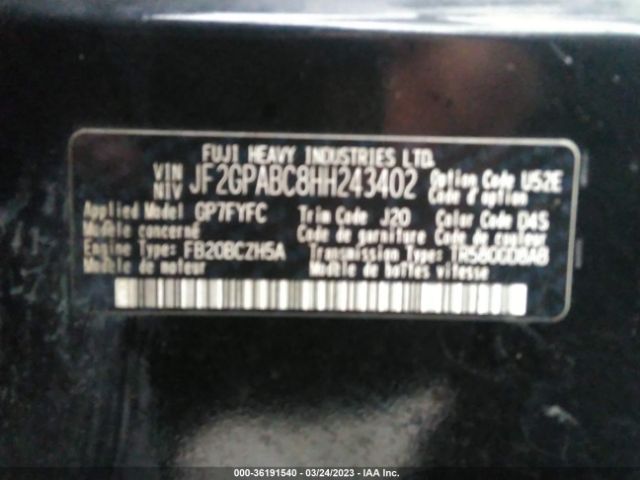 FUJI HEAVY INDUSTRIES LTD.
VIN NIV JF2GPABC8HH243402 Option Code U52E
Code d'option
Applied Model GP7FYFC Trim Code J20 Color Code D4S
Modèle concerné Code de garniture Code de couleur
Engine Type FB20BCZH5A Transmission Type TR580GD8AB
Modèle de moteur Modèle de boîtes vitesse
000-36191540 - 03/24/2023 - IAA Inc.